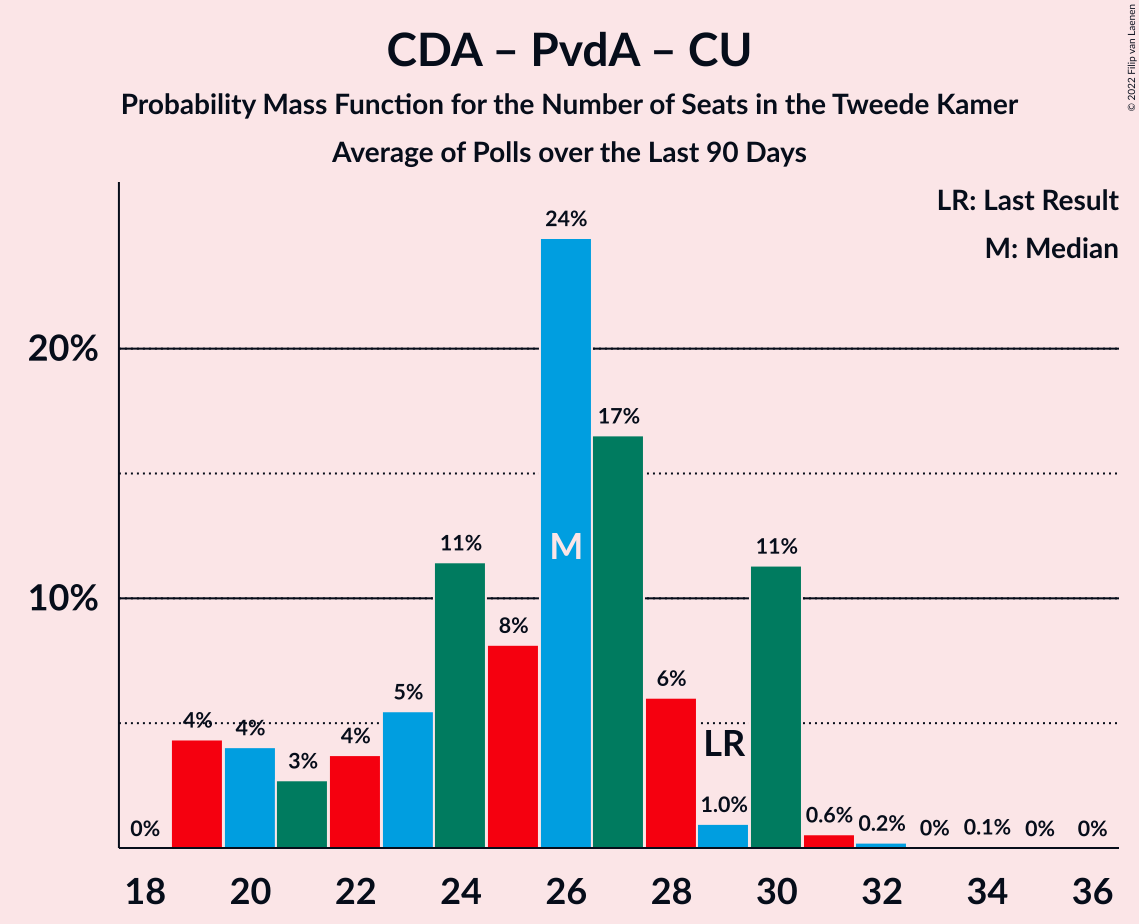 CDA – PvdA – CU
Probability Mass Function for the Number of Seats in the Tweede Kamer
Average of Polls over the Last 90 Days
© 2022 Filip van Laenen
LR: Last Result
M: Median
20%
10%
0%
4%
4%
3%
4%
5%
11%
8%
24%
M
17%
6%
LR
1.0%
11%
0.6%
0.2%
0%
0.1%
0%
0%
18 20 22 24 26 28 30 32 34 36